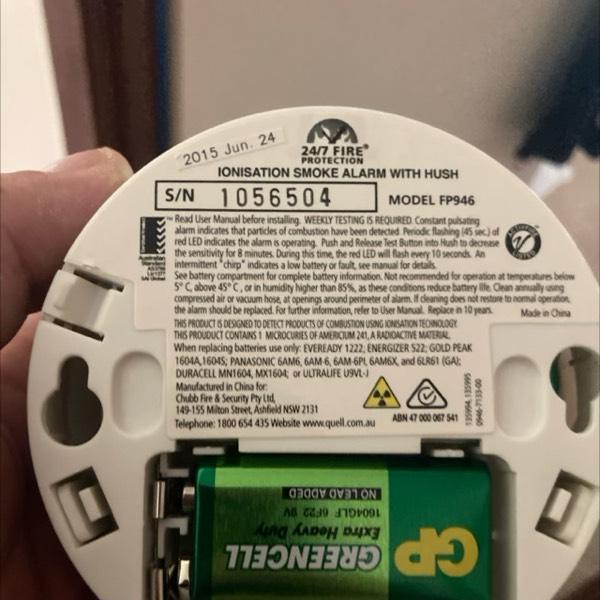 2015 Jun. 24
24/7 FIRE®
PROTECTION
IONISATION SMOKE ALARM WITH HUSH
S/N 1056504 MODEL FP946
Read User Manual before installing. WEEKLY TESTING IS REQUIRED. Constant pulsating
alarm indicates that particles of combustion have been detected. Periodic flashing (45 sec.) of
red LED indicates the alarm is operating. Push and Release Test Button into Hush to decrease
the sensitivity for 8 minutes. During this time, the red LED will flash every 10 seconds. An
intermittent "chirp" indicates a low battery or fault, see manual for details.
See battery compartment for battery information. Not recommended for operation at temperatures below
5° C, above 45° C, or in humidity higher than 85%, as these conditions reduce battery life. Clean annually using
compressed air or vacuum hose, at openings around perimeter of alarm. If cleaning does not restore to normal operation,
the alarm should be replaced. For further information, refer to User Manual. Replace in 10 years.
Made in China
Australian
Standard
AS3786
THIS PRODUCT IS DESIGNED TO DETECT PRODUCTS OF COMBUSTION USING IONISATION TECHNOLOGY.
THIS PRODUCT CONTAINS 1 MICROCURIES OF AMERICIUM 241, A RADIOACTIVE MATERIAL.
When replacing batteries use only: EVEREADY 1222; ENERGIZER 522; GOLD PEAK
1604A,1604S; PANASONIC 6AM6, 6AM-6, 6AM-6PI, 6AM6X, and 6LR61 (GA);
DURACELL MN1604, MX1604; or ULTRALIFE U9VL-J
Manufactured in China for:
Chubb Fire & Security Pty Ltd,
149-155 Milton Street, Ashfield NSW 2131
Telephone: 1800 654 435 Website www.quell.com.au
ABN 47 000 067 541
135994, 135995
0946-7133-00
NO LEAD ADDED
1604GLF 6F22 9V
Extra Heavy Duty
GREENCELL
GP